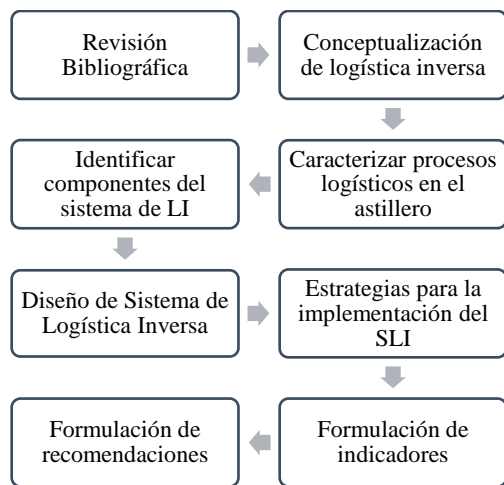 Revisión
Bibliográfica
Conceptualización
de logística inversa
Caracterizar procesos
logísticos en el
astillero
Identificar
componentes del
sistema de LI
Diseño de Sistema de
Logística Inversa
Estrategias para la
implementación del
SLI
Formulación de
indicadores
Formulación de
recomendaciones